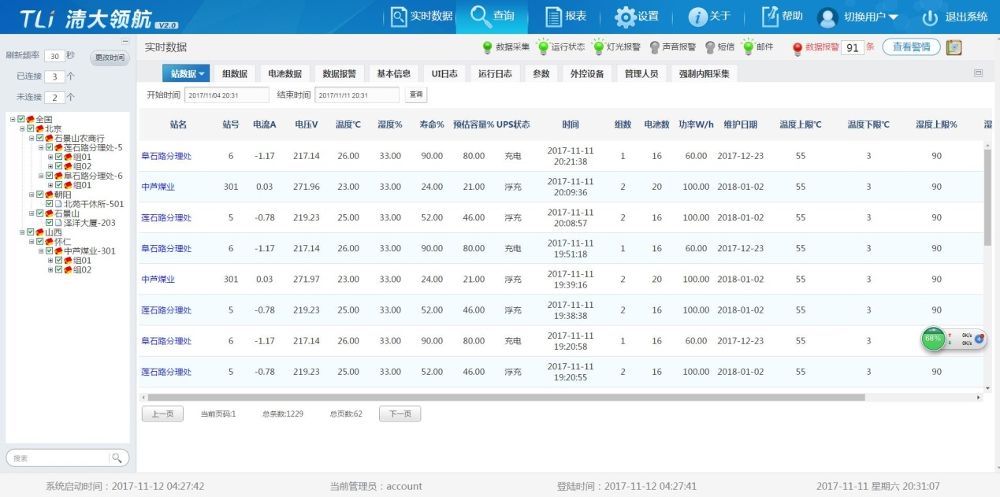 TLi 清大领航 V2.0
实时数据 查询 报表 设置 关于 帮助 切换用户 退出系统
刷新频率 30 秒 更改时间
已连接 3 个
未连接 2 个
全国
北京
石景山农商行
莲石路分理处-5
组01
组02
阜石路分理处-6
组01
朝阳
北苑干休所-501
石景山
泽洋大厦-203
山西
怀仁
中芦煤业-301
组01
组02
搜素
实时数据
数据采集 运行状态 灯光报警 声音报警 短信 邮件 数据报警 91 条 查看警情
站数据 组数据 电池数据 数据报警 基本信息 UI日志 运行日志 参数 外控设备 管理人员 强制内阻采集
开始时间 2017/11/04 20:31 结束时间 2017/11/11 20:31 查询
站名 站号 电流A 电压V 温度℃ 湿度% 寿命% 预估容量% UPS状态 时间 组数 电池数 功率W/h 维护日期 温度上限℃ 温度下限℃ 湿度上限% 湿
阜石路分理处 6 -1.17 217.14 26.00 33.00 90.00 80.00 充电 2017-11-11 20:21:38 1 16 60.00 2017-12-23 55 3 90
中芦煤业 301 0.03 271.96 23.00 33.00 24.00 21.00 浮充 2017-11-11 20:09:36 2 20 100.00 2018-01-02 55 3 90
莲石路分理处 5 -0.78 219.23 25.00 33.00 52.00 46.00 浮充 2017-11-11 20:08:57 2 16 100.00 2018-01-02 55 3 90
阜石路分理处 6 -1.17 217.14 26.00 33.00 90.00 80.00 充电 2017-11-11 19:51:18 1 16 60.00 2017-12-23 55 3 90
中芦煤业 301 0.03 271.97 23.00 33.00 24.00 21.00 浮充 2017-11-11 19:39:16 2 20 100.00 2018-01-02 55 3 90
莲石路分理处 5 -0.78 219.23 25.00 33.00 52.00 46.00 浮充 2017-11-11 19:38:38 2 16 100.00 2018-01-02 55 3 90
阜石路分理处 6 -1.17 217.14 26.00 33.00 90.00 80.00 充电 2017-11-11 19:20:58 1 16 60.00 2017-12-23 55 3 90
莲石路分理处 5 -0.78 219.23 25.00 33.00 52.00 46.00 浮充 2017-11-11 19:20:55 2 16 100.00 2018-01-02 55 3 90
68% 0K/s
0K/s
上一页 当前页码:1 总条数:1229 总页数:62 下一页
系统启动时间：2017-11-12 04:27:42 当前管理员：account 登陆时间：2017-11-12 04:27:41 2017-11-11 星期六 20:31:07